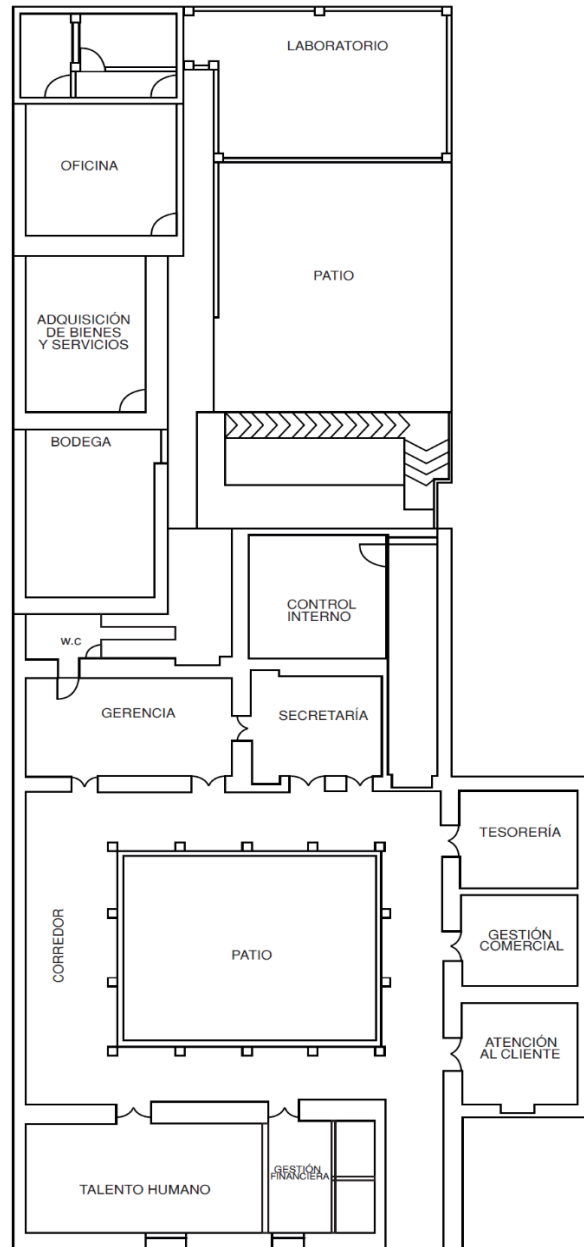 LABORATORIO
OFICINA
PATIO
ADQUISICIÓN
DE BIENES
Y SERVICIOS
BODEGA
CONTROL
INTERNO
W.C
GERENCIA
SECRETARÍA
TESORERÍA
CORREDOR
PATIO
GESTIÓN
COMERCIAL
ATENCIÓN
AL CLIENTE
TALENTO HUMANO
GESTIÓN
FINANCIERA